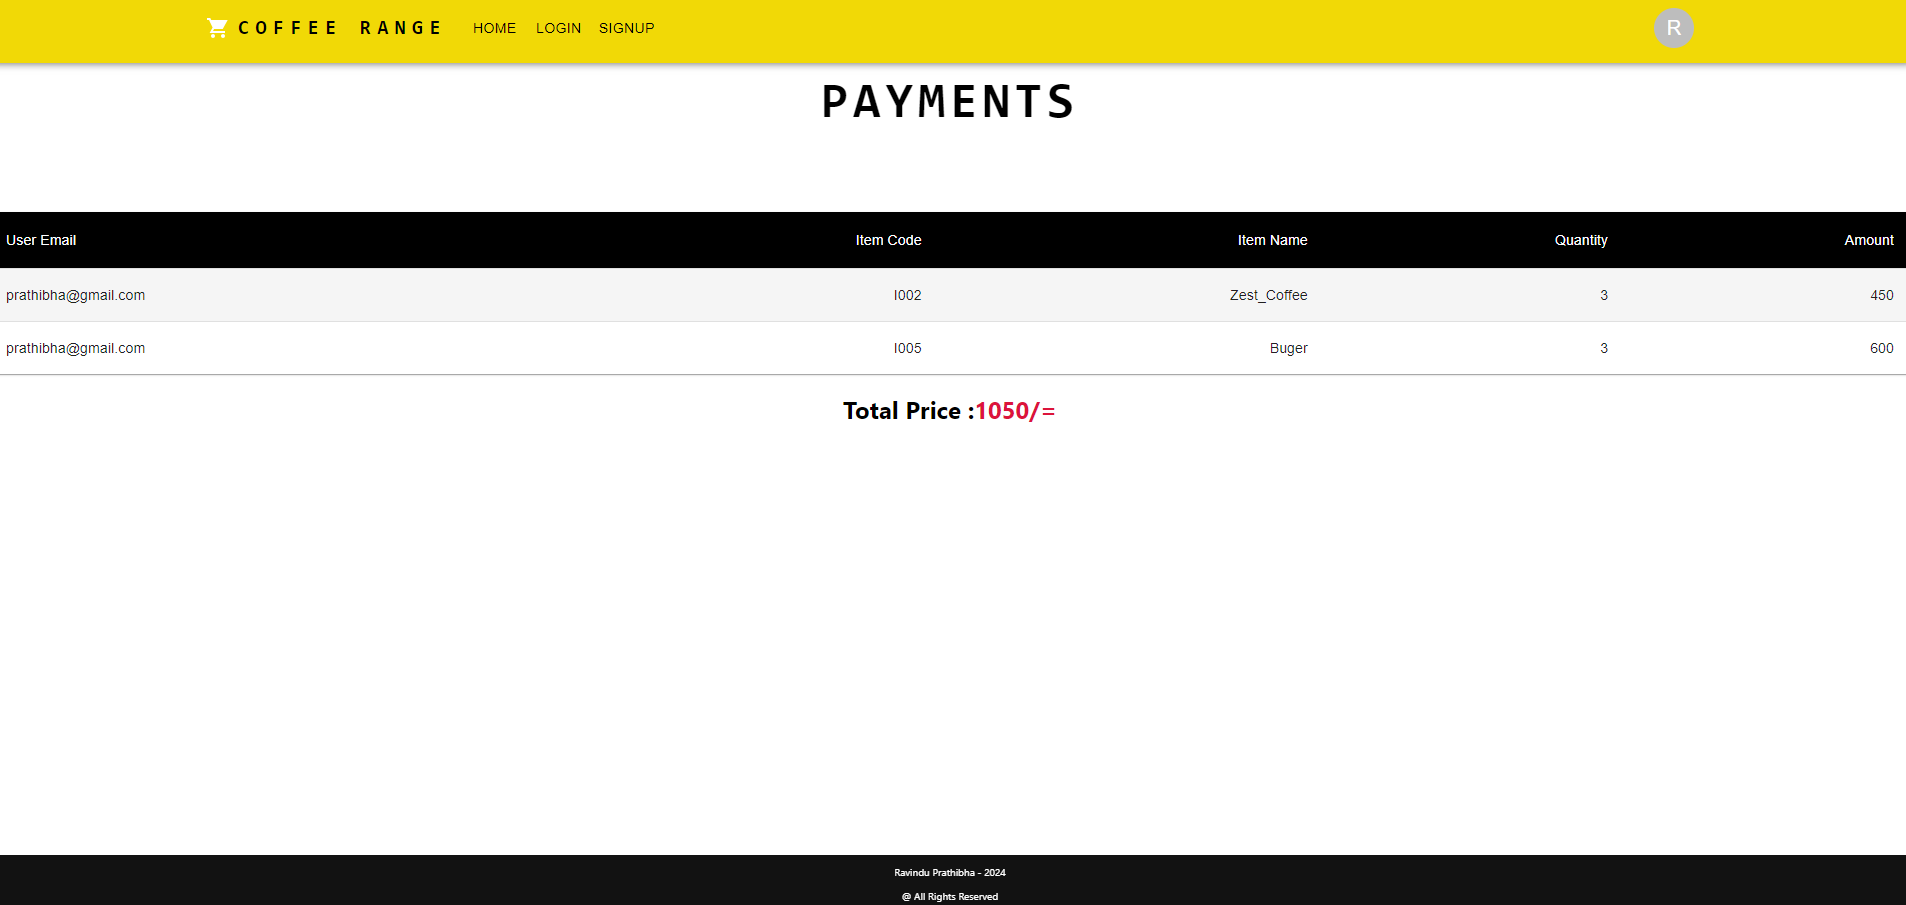 COFFEE RANGE HOME LOGIN SIGNUP R
PAYMENTS
User Email Item Code Item Name Quantity Amount
prathibha@gmail.com I002 Zest_Coffee 3 450
prathibha@gmail.com I005 Buger 3 600
Total Price :1050/=
Ravindu Prathibha - 2024
@ All Rights Reserved